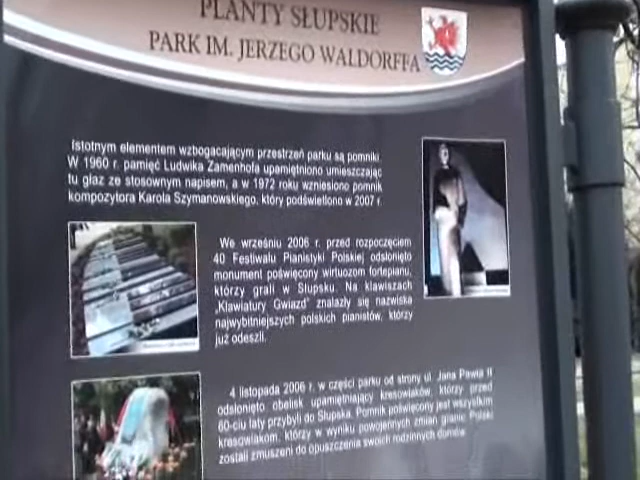 PLANTY SŁUPSKIE
PARK IM. JERZEGO WALDORFFA
Istotnym elementem wzbogacającym przestrzeń parku są pomniki.
W 1960 r. pamięć Ludwika Zamenhofa upamiętniono umieszczając
tu głaz ze stosownym napisem, a w 1972 roku wzniesiono pomnik
kompozytora Karola Szymanowskiego, który podświetlono w 2007 r.
We wrześniu 2006 r. przed rozpoczęciem
40 Festiwalu Pianistyki Polskiej odsłonięto
monument poświęcony wirtuozom fortepianu,
którzy grali w Słupsku. Na klawiszach
„Klawiatury Gwiazd" znalazły się nazwiska
najwybitniejszych polskich pianistów, którzy
już odeszli.
4 listopada 2006 r. w części parku od strony ul. Jana Pawła II
odsłonięto obelisk upamiętniający kresowiaków, którzy przed
60-ciu laty przybyli do Słupska. Pomnik poświęcony jest wszystkim
kresowiakom, którzy w wyniku powojennych zmian granic Polski
zostali zmuszeni do opuszczenia swoich rodzinnych domów.